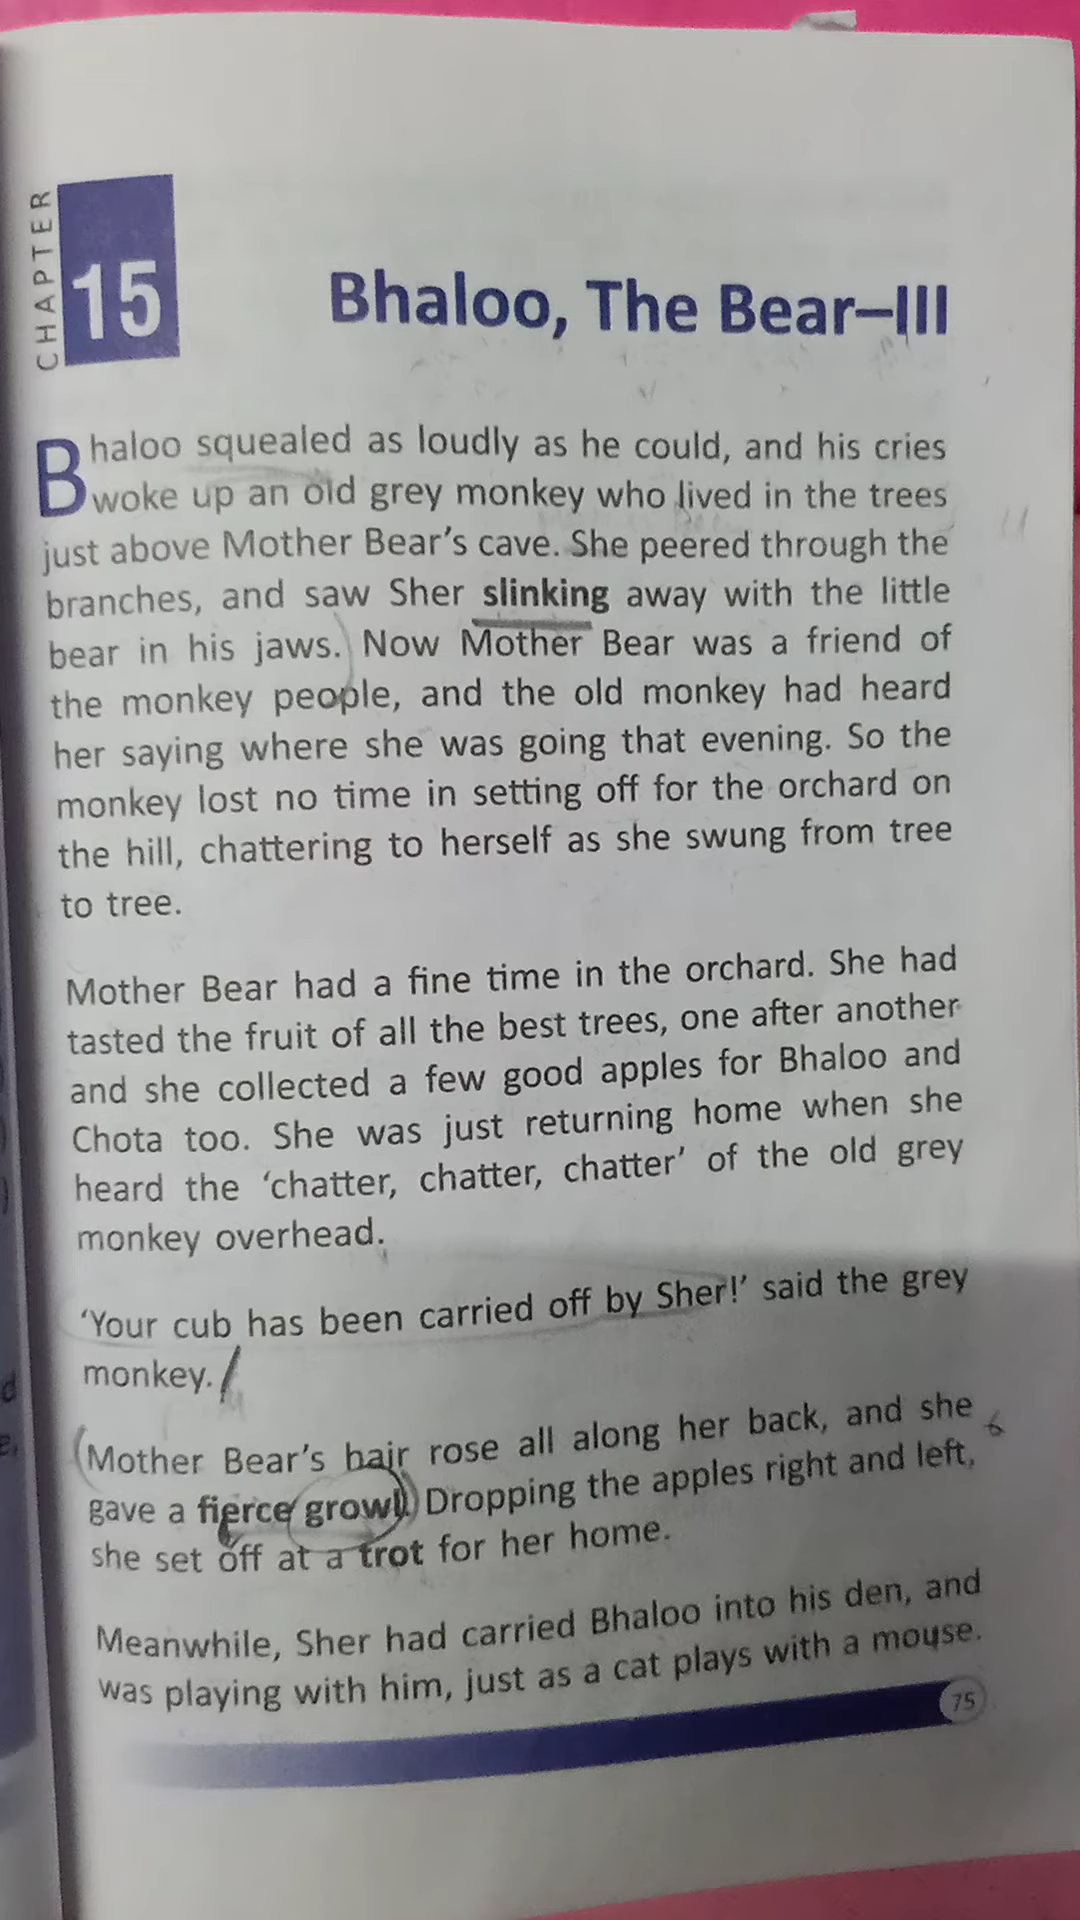 CHAPTER
15
Bhaloo, The Bear–III
Bhaloo squealed as loudly as he could, and his cries
woke up an old grey monkey who lived in the trees
just above Mother Bear's cave. She peered through the
branches, and saw Sher slinking away with the little
bear in his jaws. Now Mother Bear was a friend of
the monkey people, and the old monkey had heard
her saying where she was going that evening. So the
monkey lost no time in setting off for the orchard on
the hill, chattering to herself as she swung from tree
to tree.
Mother Bear had a fine time in the orchard. She had
tasted the fruit of all the best trees, one after another
and she collected a few good apples for Bhaloo and
Chota too. She was just returning home when she
heard the ‘chatter, chatter, chatter’ of the old grey
monkey overhead.
‘Your cub has been carried off by Sher!’ said the grey
monkey.
Mother Bear's hair rose all along her back, and she
gave a fierce growl. Dropping the apples right and left,
she set off at a trot for her home.
Meanwhile, Sher had carried Bhaloo into his den, and
was playing with him, just as a cat plays with a mouse.
75